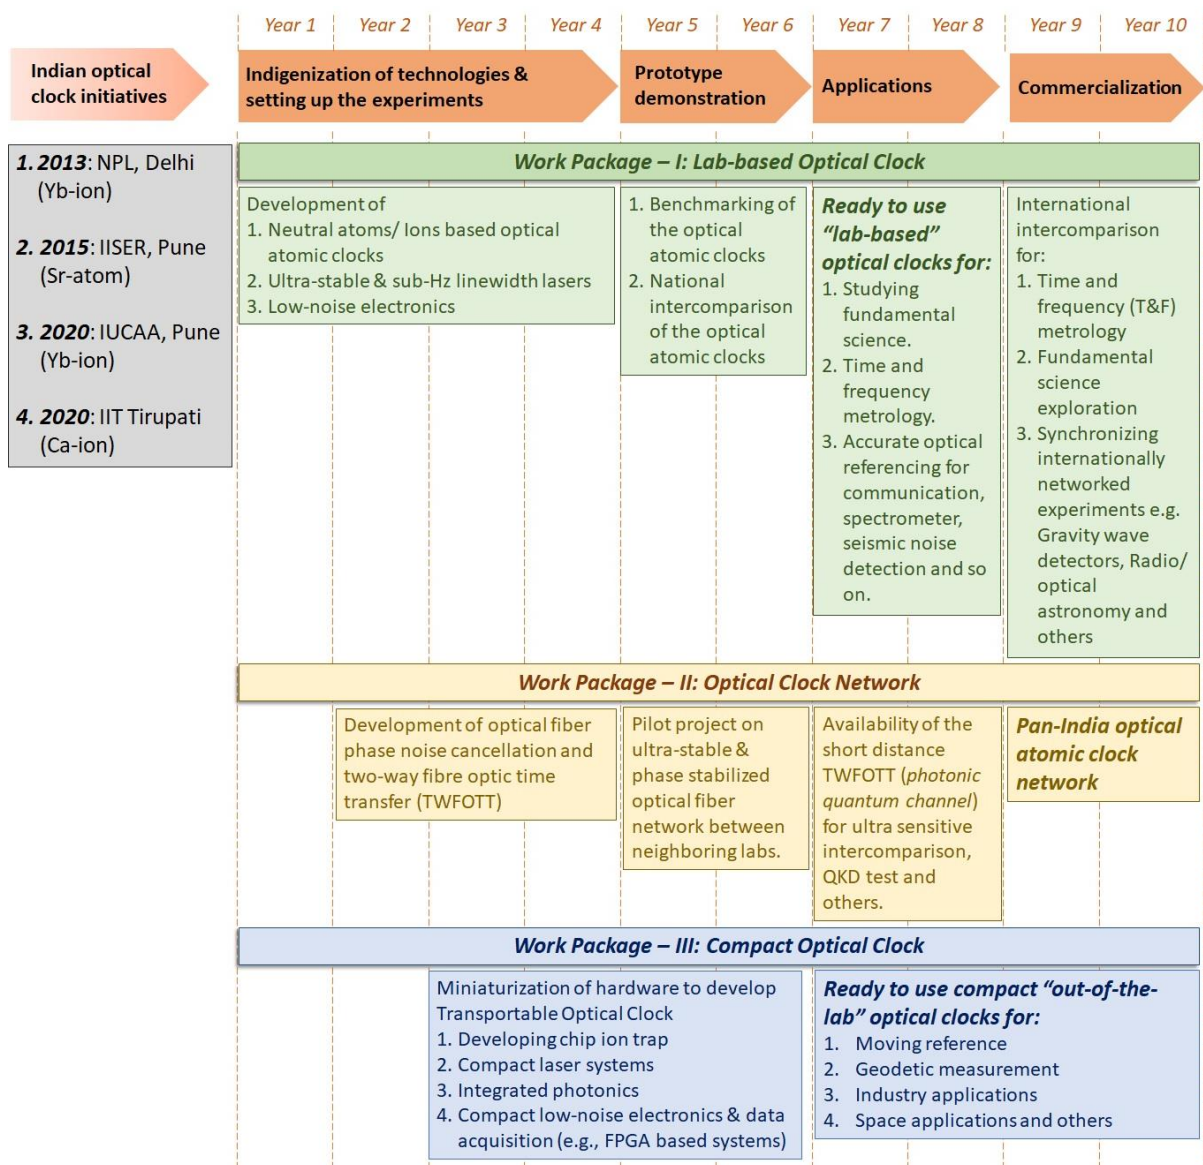 Year 1
Year 2
Year 3
Year 4
Year 5
Year 6
Year 7
Year 8
Year 9
Year 10
Indian optical
clock initiatives
Indigenization of technologies &
setting up the experiments
Prototype
demonstration
Applications
Commercialization
1. 2013: NPL, Delhi
(Yb-ion)
2. 2015: IISER, Pune
(Sr-atom)
3. 2020: IUCAA, Pune
(Yb-ion)
4. 2020: IIT Tirupati
(Ca-ion)
Work Package – I: Lab-based Optical Clock
Development of
1. Neutral atoms/ Ions based optical
atomic clocks
2. Ultra-stable & sub-Hz linewidth lasers
3. Low-noise electronics
1. Benchmarking of
the optical
atomic clocks
2. National
intercomparison
of the optical
atomic clocks
Ready to use
“lab-based”
optical clocks for:
1. Studying
fundamental
science.
2. Time and
frequency
metrology.
3. Accurate optical
referencing for
communication,
spectrometer,
seismic noise
detection and so
on.
International
intercomparison
for:
1. Time and
frequency (T&F)
metrology
2. Fundamental
science
exploration
3. Synchronizing
internationally
networked
experiments e.g.
Gravity wave
detectors, Radio/
optical
astronomy and
others
Work Package – II: Optical Clock Network
Development of optical fiber
phase noise cancellation and
two-way fibre optic time
transfer (TWFOTT)
Pilot project on
ultra-stable &
phase stabilized
optical fiber
network between
neighboring labs.
Availability of the
short distance
TWFOTT (photonic
quantum channel)
for ultra sensitive
intercomparison,
QKD test and
others.
Pan-India optical
atomic clock
network
Work Package – III: Compact Optical Clock
Miniaturization of hardware to develop
Transportable Optical Clock
1. Developing chip ion trap
2. Compact laser systems
3. Integrated photonics
4. Compact low-noise electronics & data
acquisition (e.g., FPGA based systems)
Ready to use compact “out-of-the-
lab” optical clocks for:
1. Moving reference
2. Geodetic measurement
3. Industry applications
4. Space applications and others